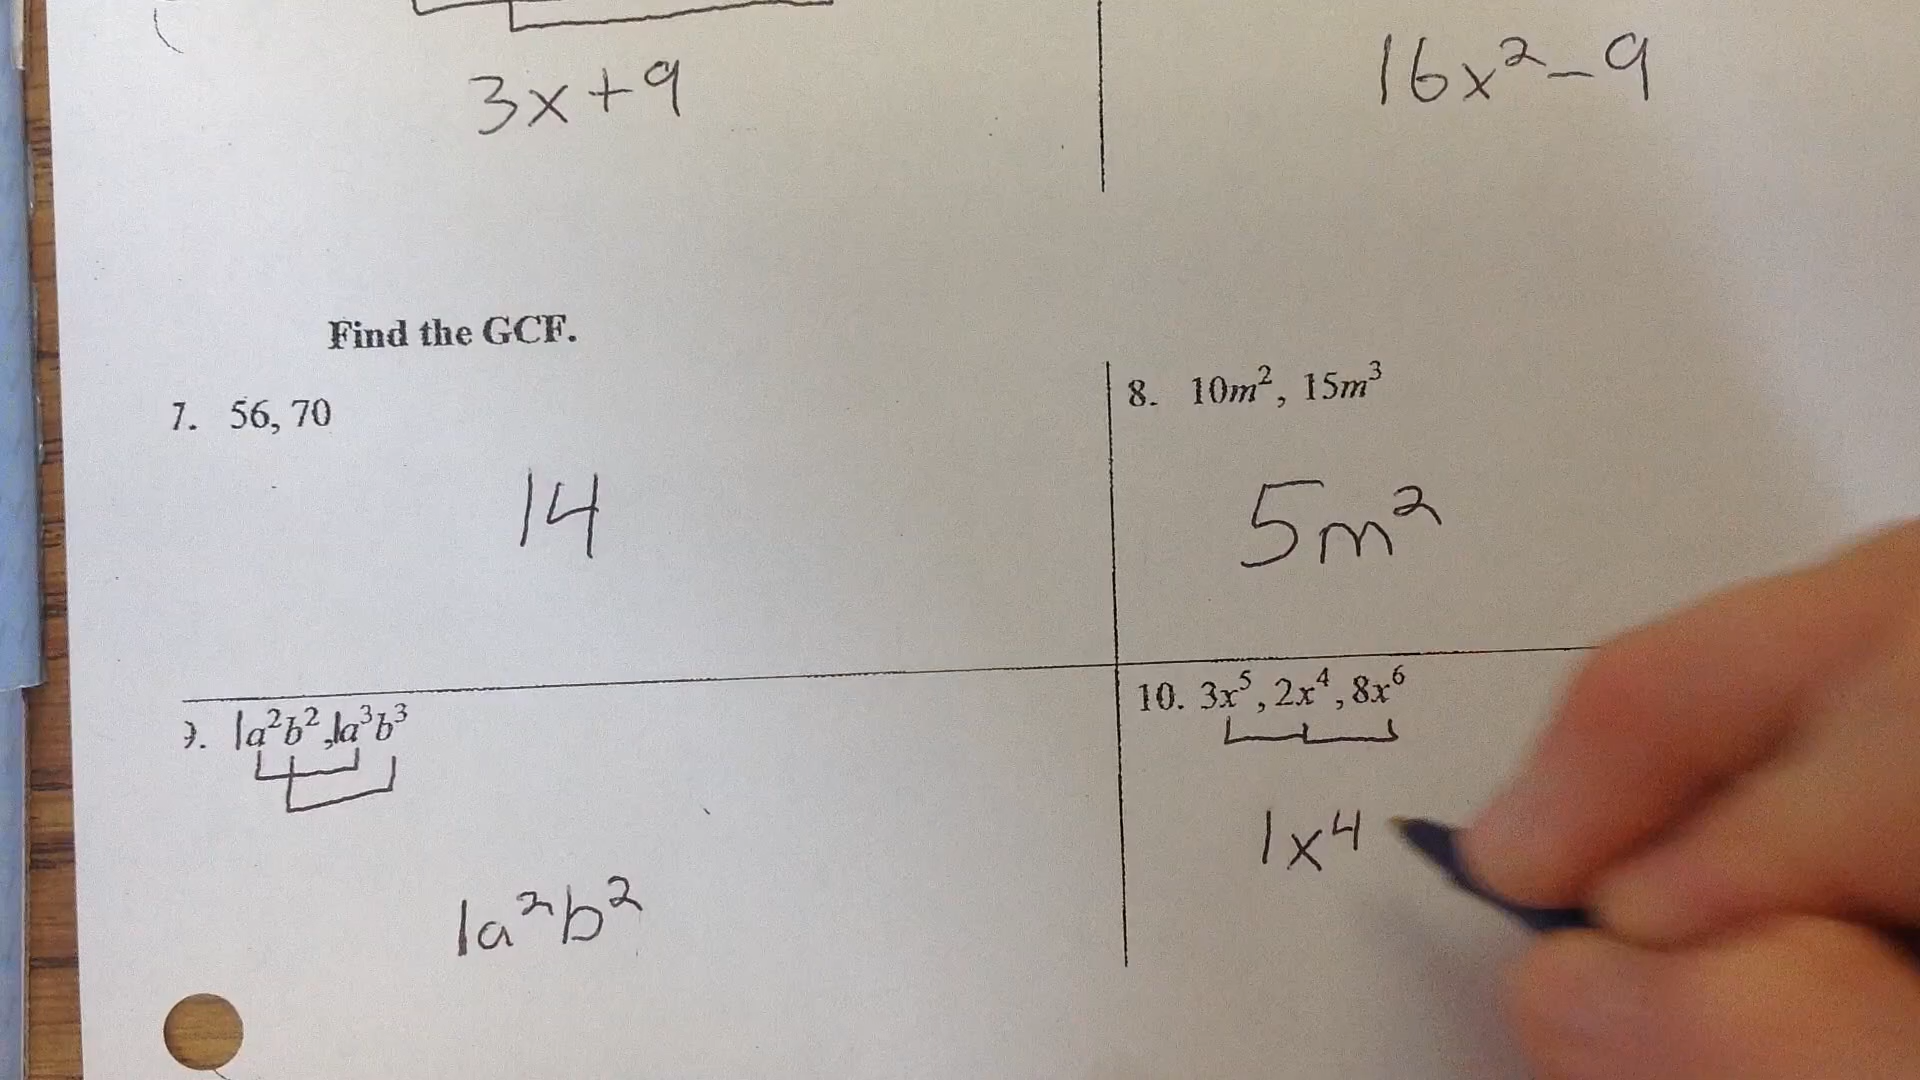 3x+9
16x²-9
Find the GCF.
7. 56, 70
14
8. 10m², 15m³
5m²
9. 1a²b², 1a³b³
1a²b²
10. 3x⁵, 2x⁴, 8x⁶
1x⁴